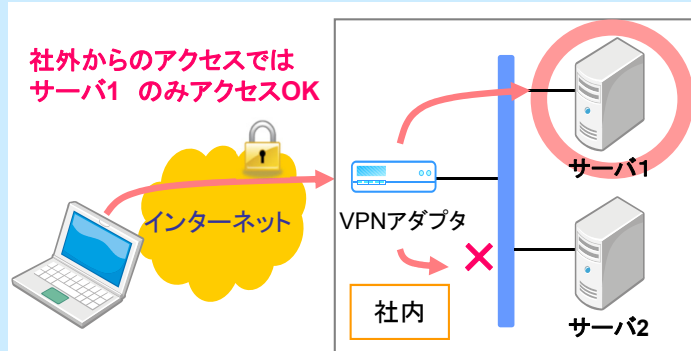 社外からのアクセスでは
サーバ1 のみアクセスOK
インターネット
VPNアダプタ
サーバ1
社内
サーバ2